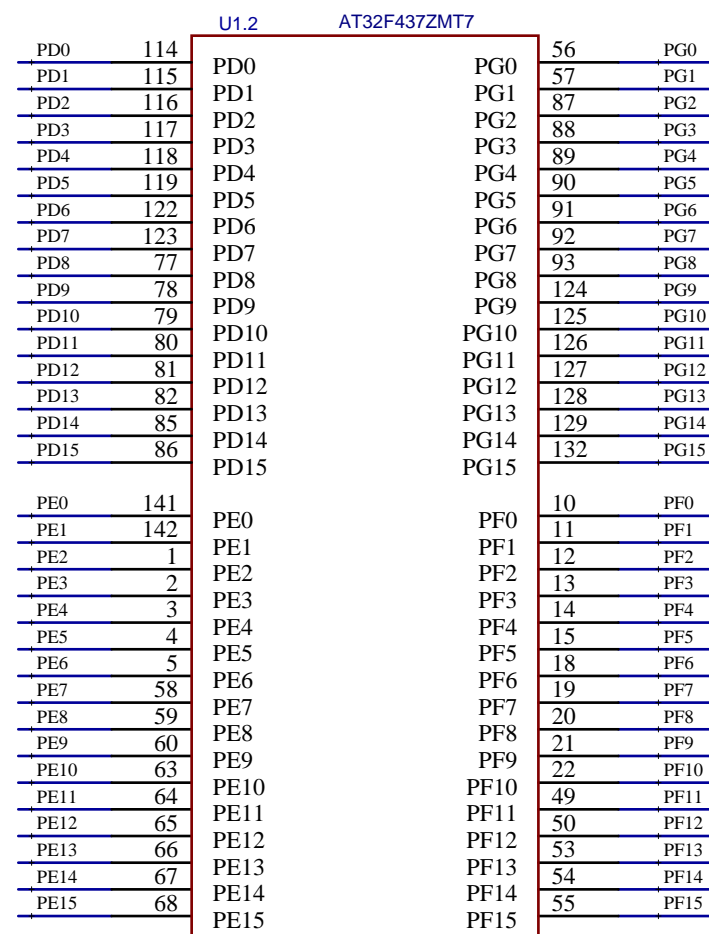 U1.2 AT32F437ZMT7
PD0 114 PD0 PG0 56 PG0
PD1 115 PD1 PG1 57 PG1
PD2 116 PD2 PG2 87 PG2
PD3 117 PD3 PG3 88 PG3
PD4 118 PD4 PG4 89 PG4
PD5 119 PD5 PG5 90 PG5
PD6 122 PD6 PG6 91 PG6
PD7 123 PD7 PG7 92 PG7
PD8 77 PD8 PG8 93 PG8
PD9 78 PD9 PG9 124 PG9
PD10 79 PD10 PG10 125 PG10
PD11 80 PD11 PG11 126 PG11
PD12 81 PD12 PG12 127 PG12
PD13 82 PD13 PG13 128 PG13
PD14 85 PD14 PG14 129 PG14
PD15 86 PD15 PG15 132 PG15
PE0 141 PE0 PF0 10 PF0
PE1 142 PE1 PF1 11 PF1
PE2 1 PE2 PF2 12 PF2
PE3 2 PE3 PF3 13 PF3
PE4 3 PE4 PF4 14 PF4
PE5 4 PE5 PF5 15 PF5
PE6 5 PE6 PF6 18 PF6
PE7 58 PE7 PF7 19 PF7
PE8 59 PE8 PF8 20 PF8
PE9 60 PE9 PF9 21 PF9
PE10 63 PE10 PF10 22 PF10
PE11 64 PE11 PF11 49 PF11
PE12 65 PE12 PF12 50 PF12
PE13 66 PE13 PF13 53 PF13
PE14 67 PE14 PF14 54 PF14
PE15 68 PE15 PF15 55 PF15